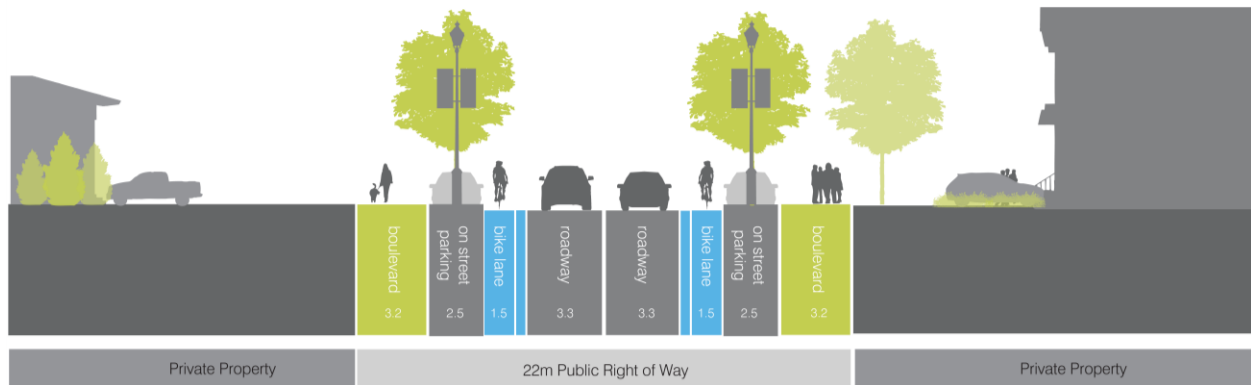 boulevard
3.2
on street
parking
2.5
bike lane
1.5
roadway
3.3
roadway
3.3
bike lane
1.5
on street
parking
2.5
boulevard
3.2
Private Property
22m Public Right of Way
Private Property